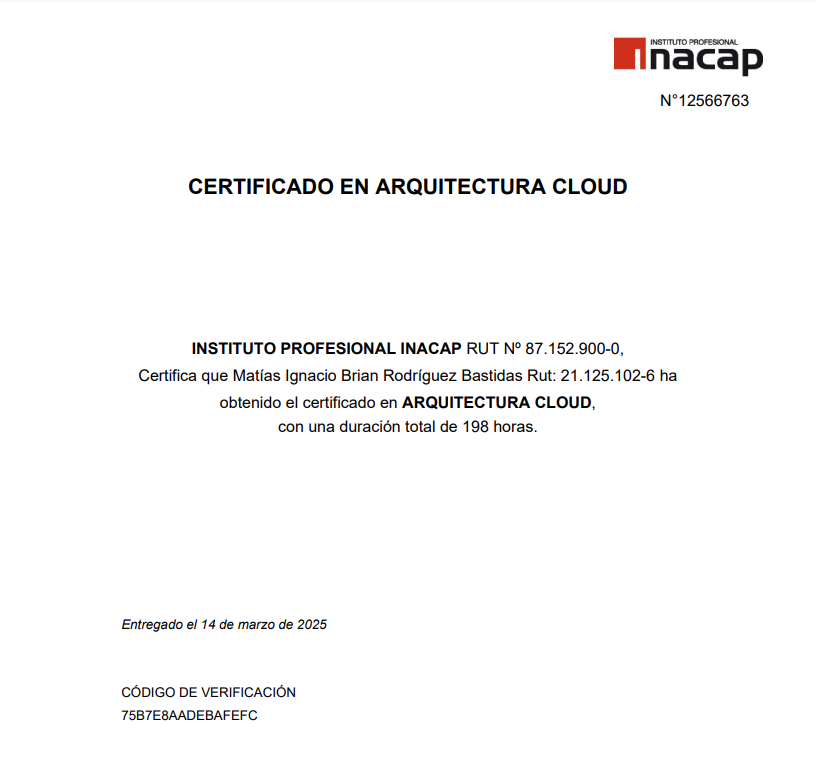 INSTITUTO PROFESIONAL
inacap
N°12566763
CERTIFICADO EN ARQUITECTURA CLOUD
INSTITUTO PROFESIONAL INACAP RUT Nº 87.152.900-0,
Certifica que Matías Ignacio Brian Rodríguez Bastidas Rut: 21.125.102-6 ha
obtenido el certificado en ARQUITECTURA CLOUD,
con una duración total de 198 horas.
Entregado el 14 de marzo de 2025
CÓDIGO DE VERIFICACIÓN
75B7E8AADEBAFEFC